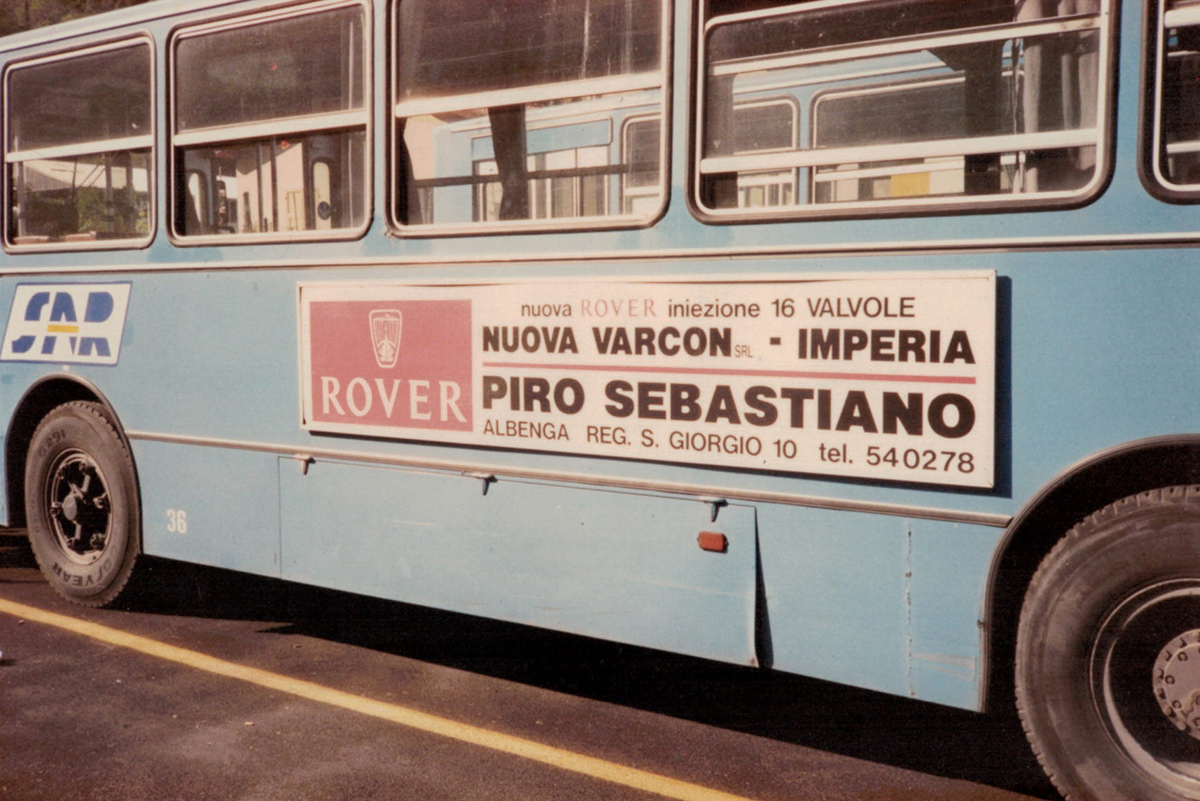 SAR
nuova ROVER iniezione 16 VALVOLE
NUOVA VARCON SRL - IMPERIA
ROVER
PIRO SEBASTIANO
ALBENGA REG. S. GIORGIO 10 tel. 540278
36